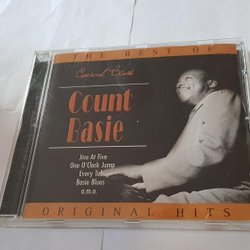 THE BEST OF
Count Basie
Count
Basie
Jive At Five
One O'Clock Jump
Every Tub
Basie Blues
a.m.o.
ORIGINAL HITS